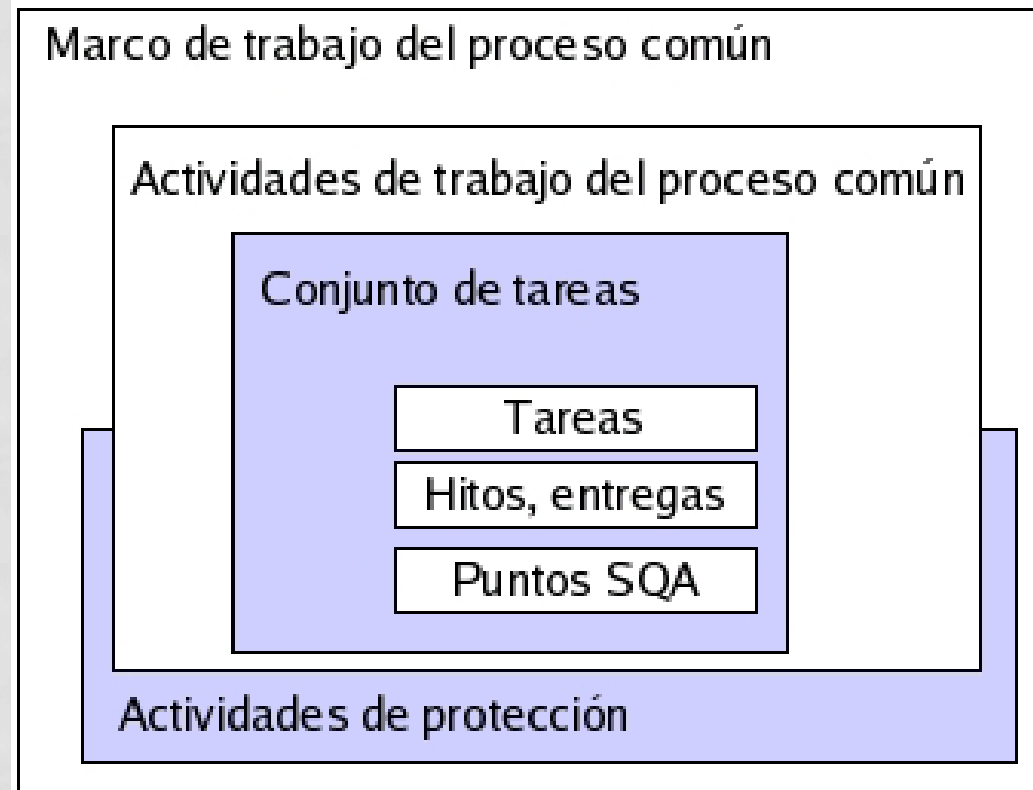 Marco de trabajo del proceso común
Actividades de trabajo del proceso común
Conjunto de tareas
Tareas
Hitos, entregas
Puntos SQA
Actividades de protección